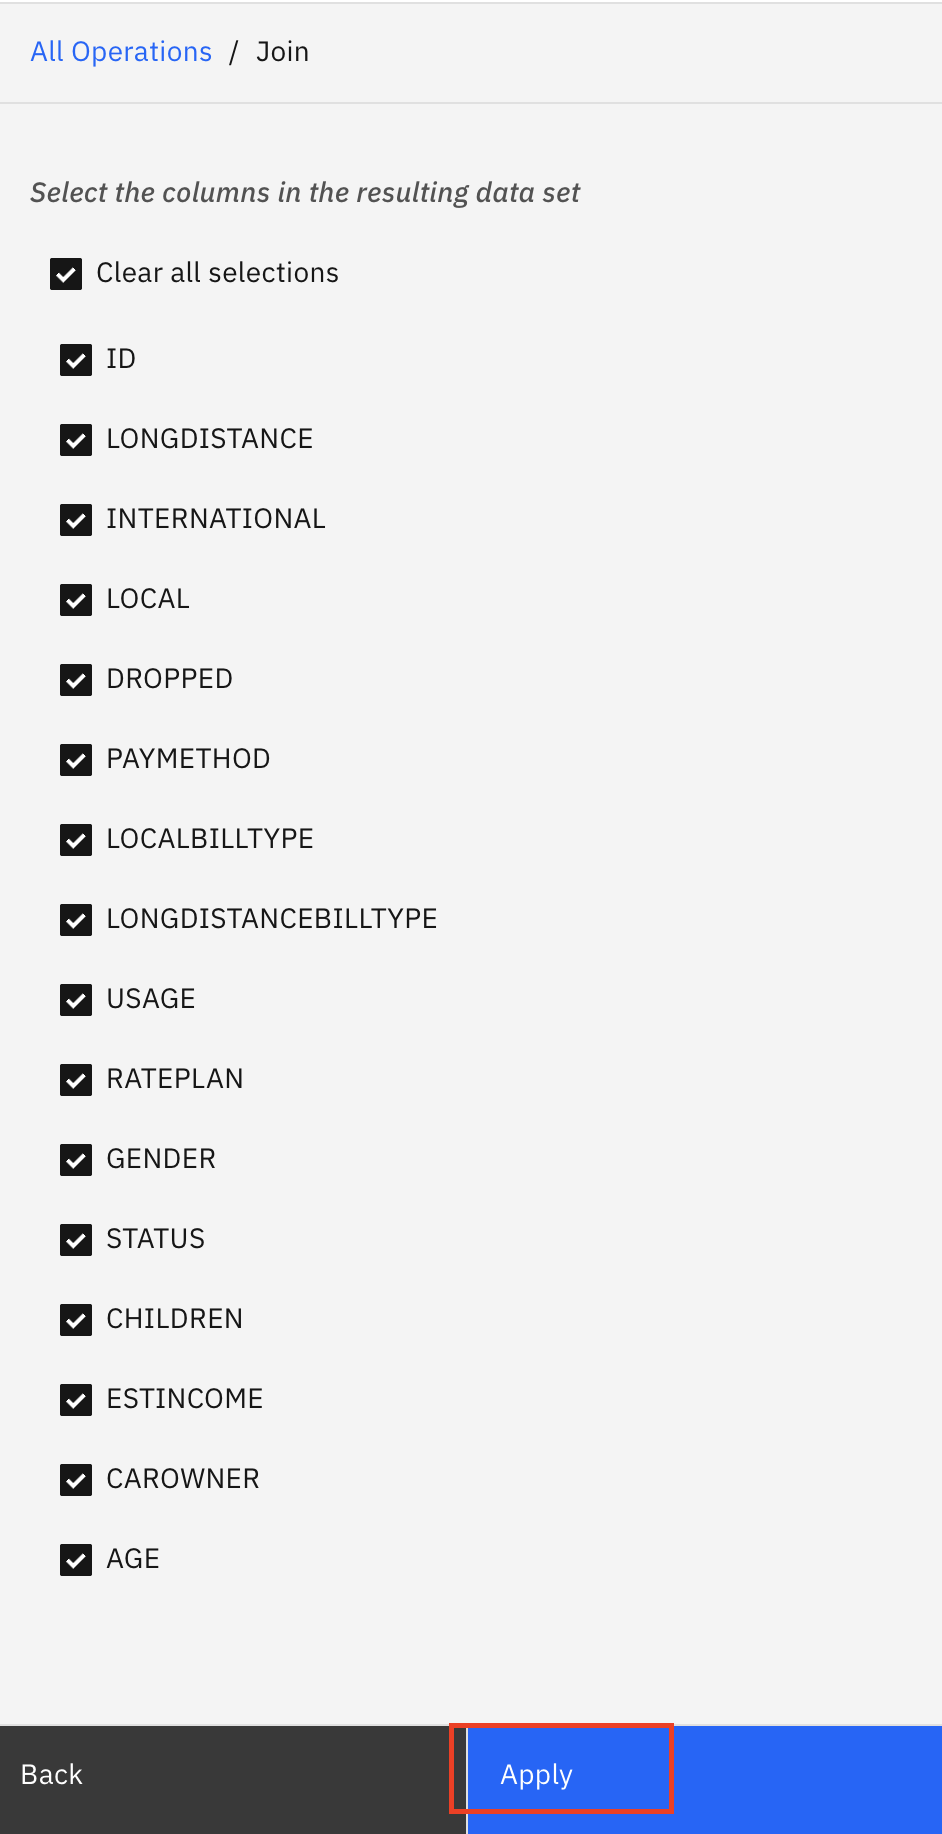 All Operations / Join
Select the columns in the resulting data set
Clear all selections
ID
LONGDISTANCE
INTERNATIONAL
LOCAL
DROPPED
PAYMETHOD
LOCALBILLTYPE
LONGDISTANCEBILLTYPE
USAGE
RATEPLAN
GENDER
STATUS
CHILDREN
ESTINCOME
CAROWNER
AGE
Back Apply